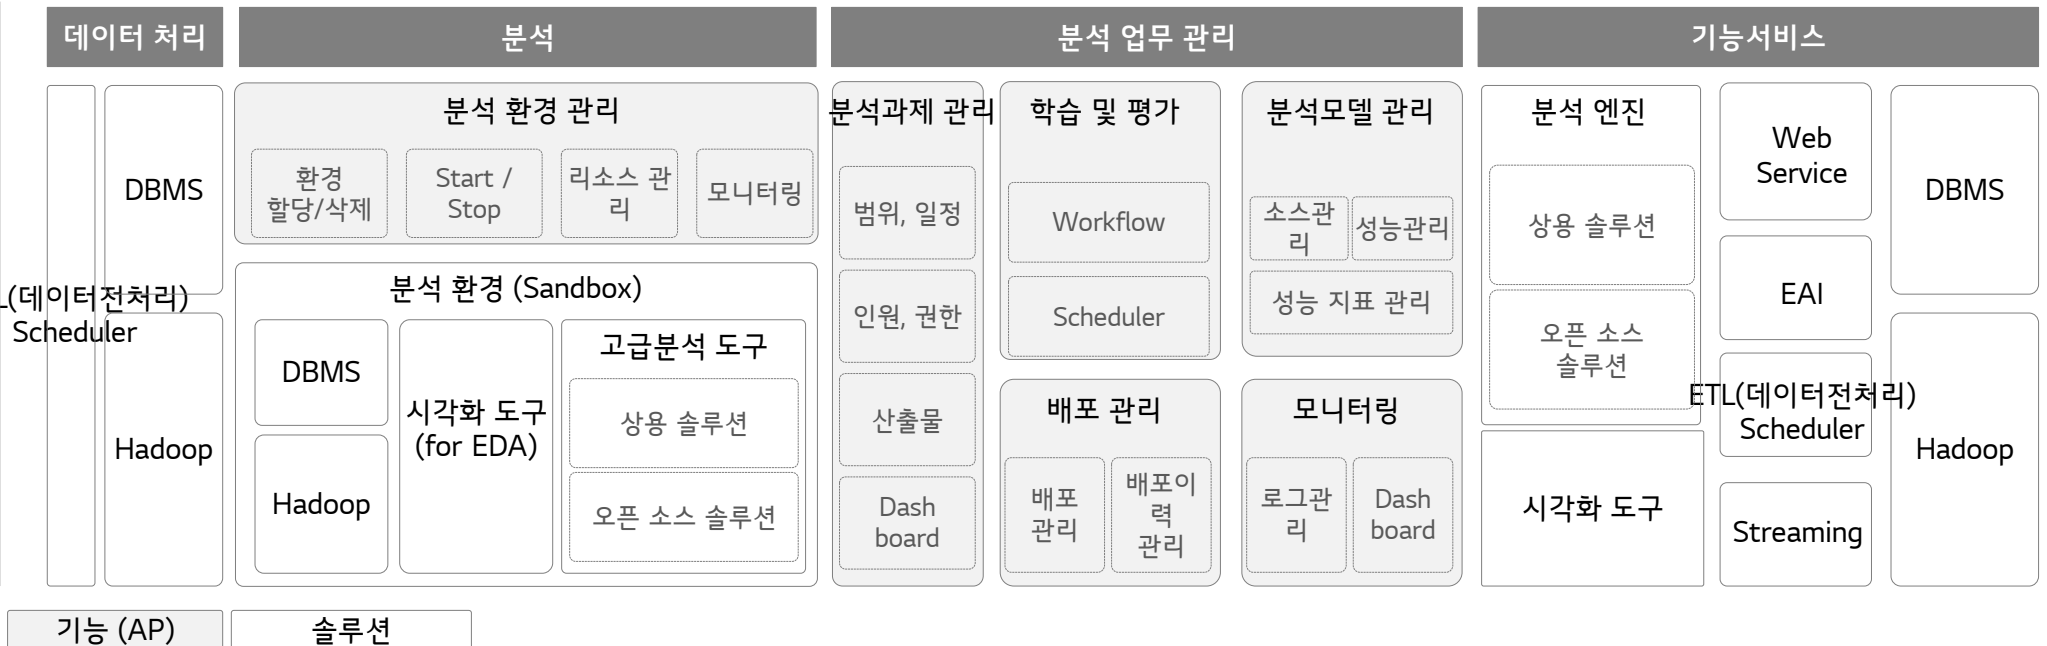 데이터 처리
분석
분석 업무 관리
기능서비스
L(데이터전처리)
Scheduler
DBMS
Hadoop
분석 환경 관리
환경
할당/삭제
Start /
Stop
리소스 관
리
모니터링
분석 환경 (Sandbox)
DBMS
Hadoop
시각화 도구
(for EDA)
고급분석 도구
상용 솔루션
오픈 소스 솔루션
분석과제 관리
범위, 일정
인원, 권한
산출물
Dash
board
학습 및 평가
Workflow
Scheduler
배포 관리
배포
관리
배포이
력
관리
분석모델 관리
소스관
리
성능관리
성능 지표 관리
모니터링
로그관
리
Dash
board
분석 엔진
상용 솔루션
오픈 소스
솔루션
시각화 도구
Web
Service
EAI
ETL(데이터전처리)
Scheduler
Streaming
DBMS
Hadoop
기능 (AP)
솔루션